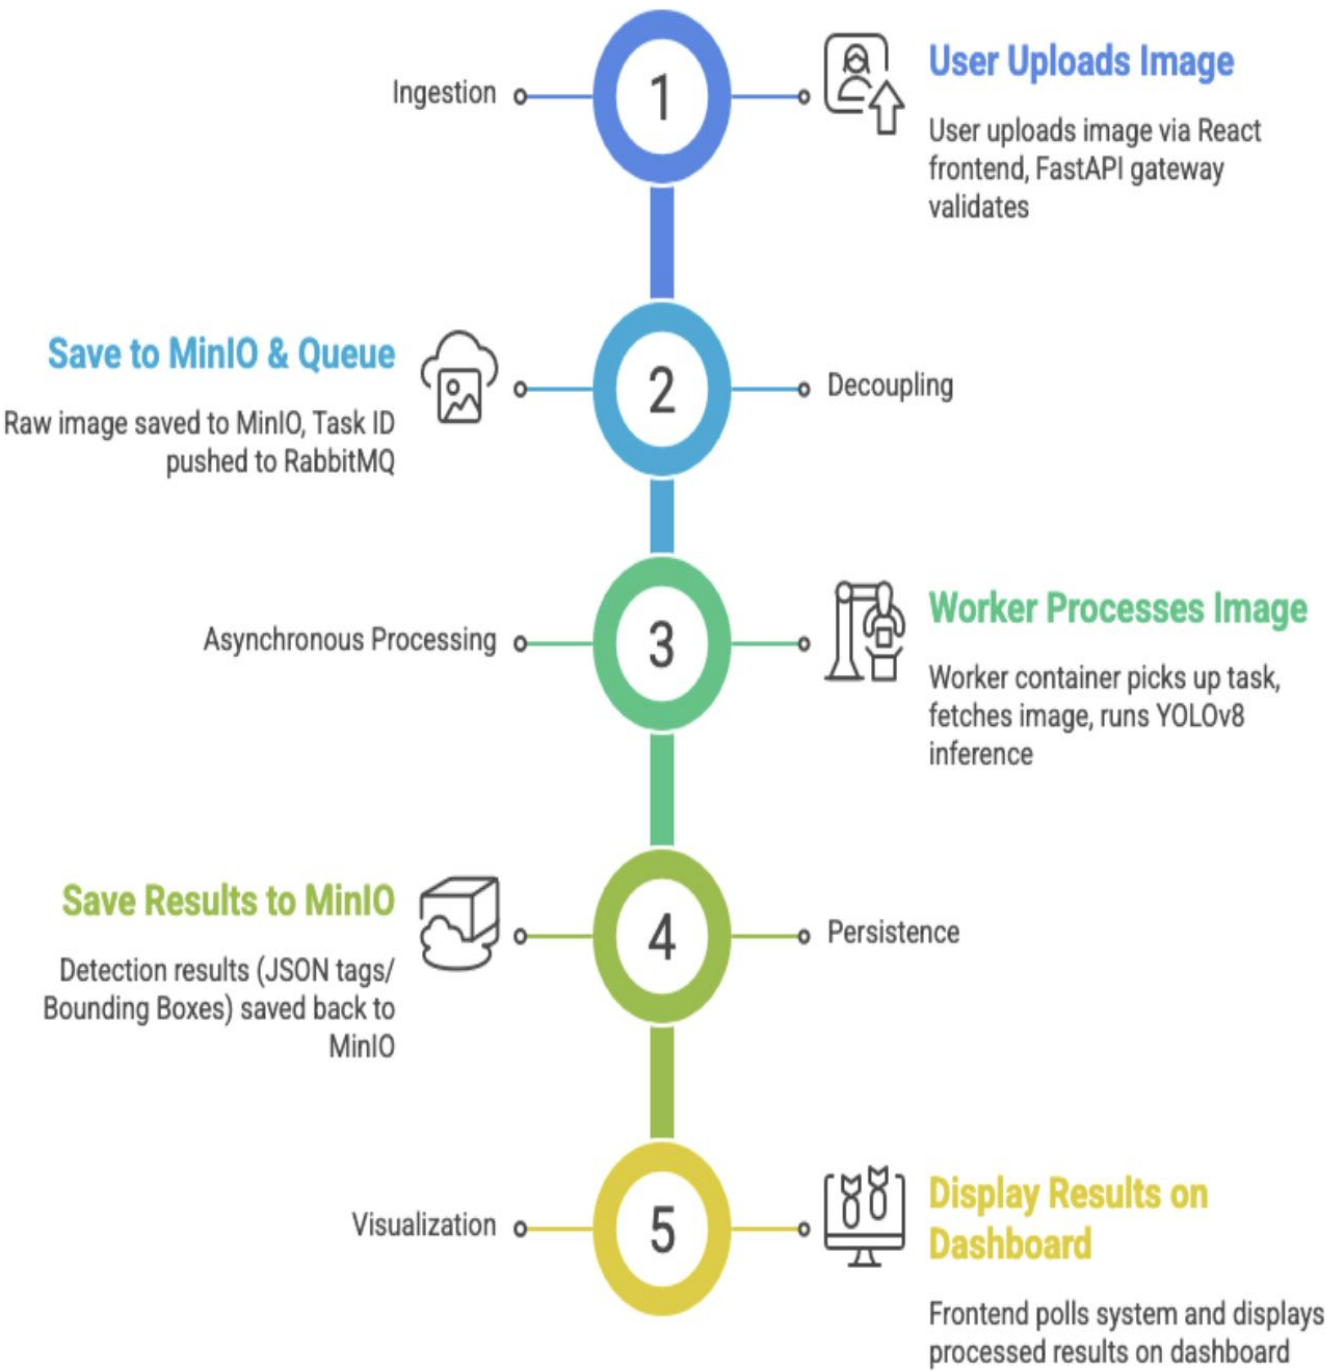 Ingestion
1
User Uploads Image
User uploads image via React
frontend, FastAPI gateway
validates
Save to MinIO & Queue
Raw image saved to MinIO, Task ID
pushed to RabbitMQ
2
Decoupling
Asynchronous Processing
3
Worker Processes Image
Worker container picks up task,
fetches image, runs YOLOv8
inference
Save Results to MinIO
Detection results (JSON tags/
Bounding Boxes) saved back to
MinIO
4
Persistence
Visualization
5
Display Results on
Dashboard
Frontend polls system and displays
processed results on dashboard